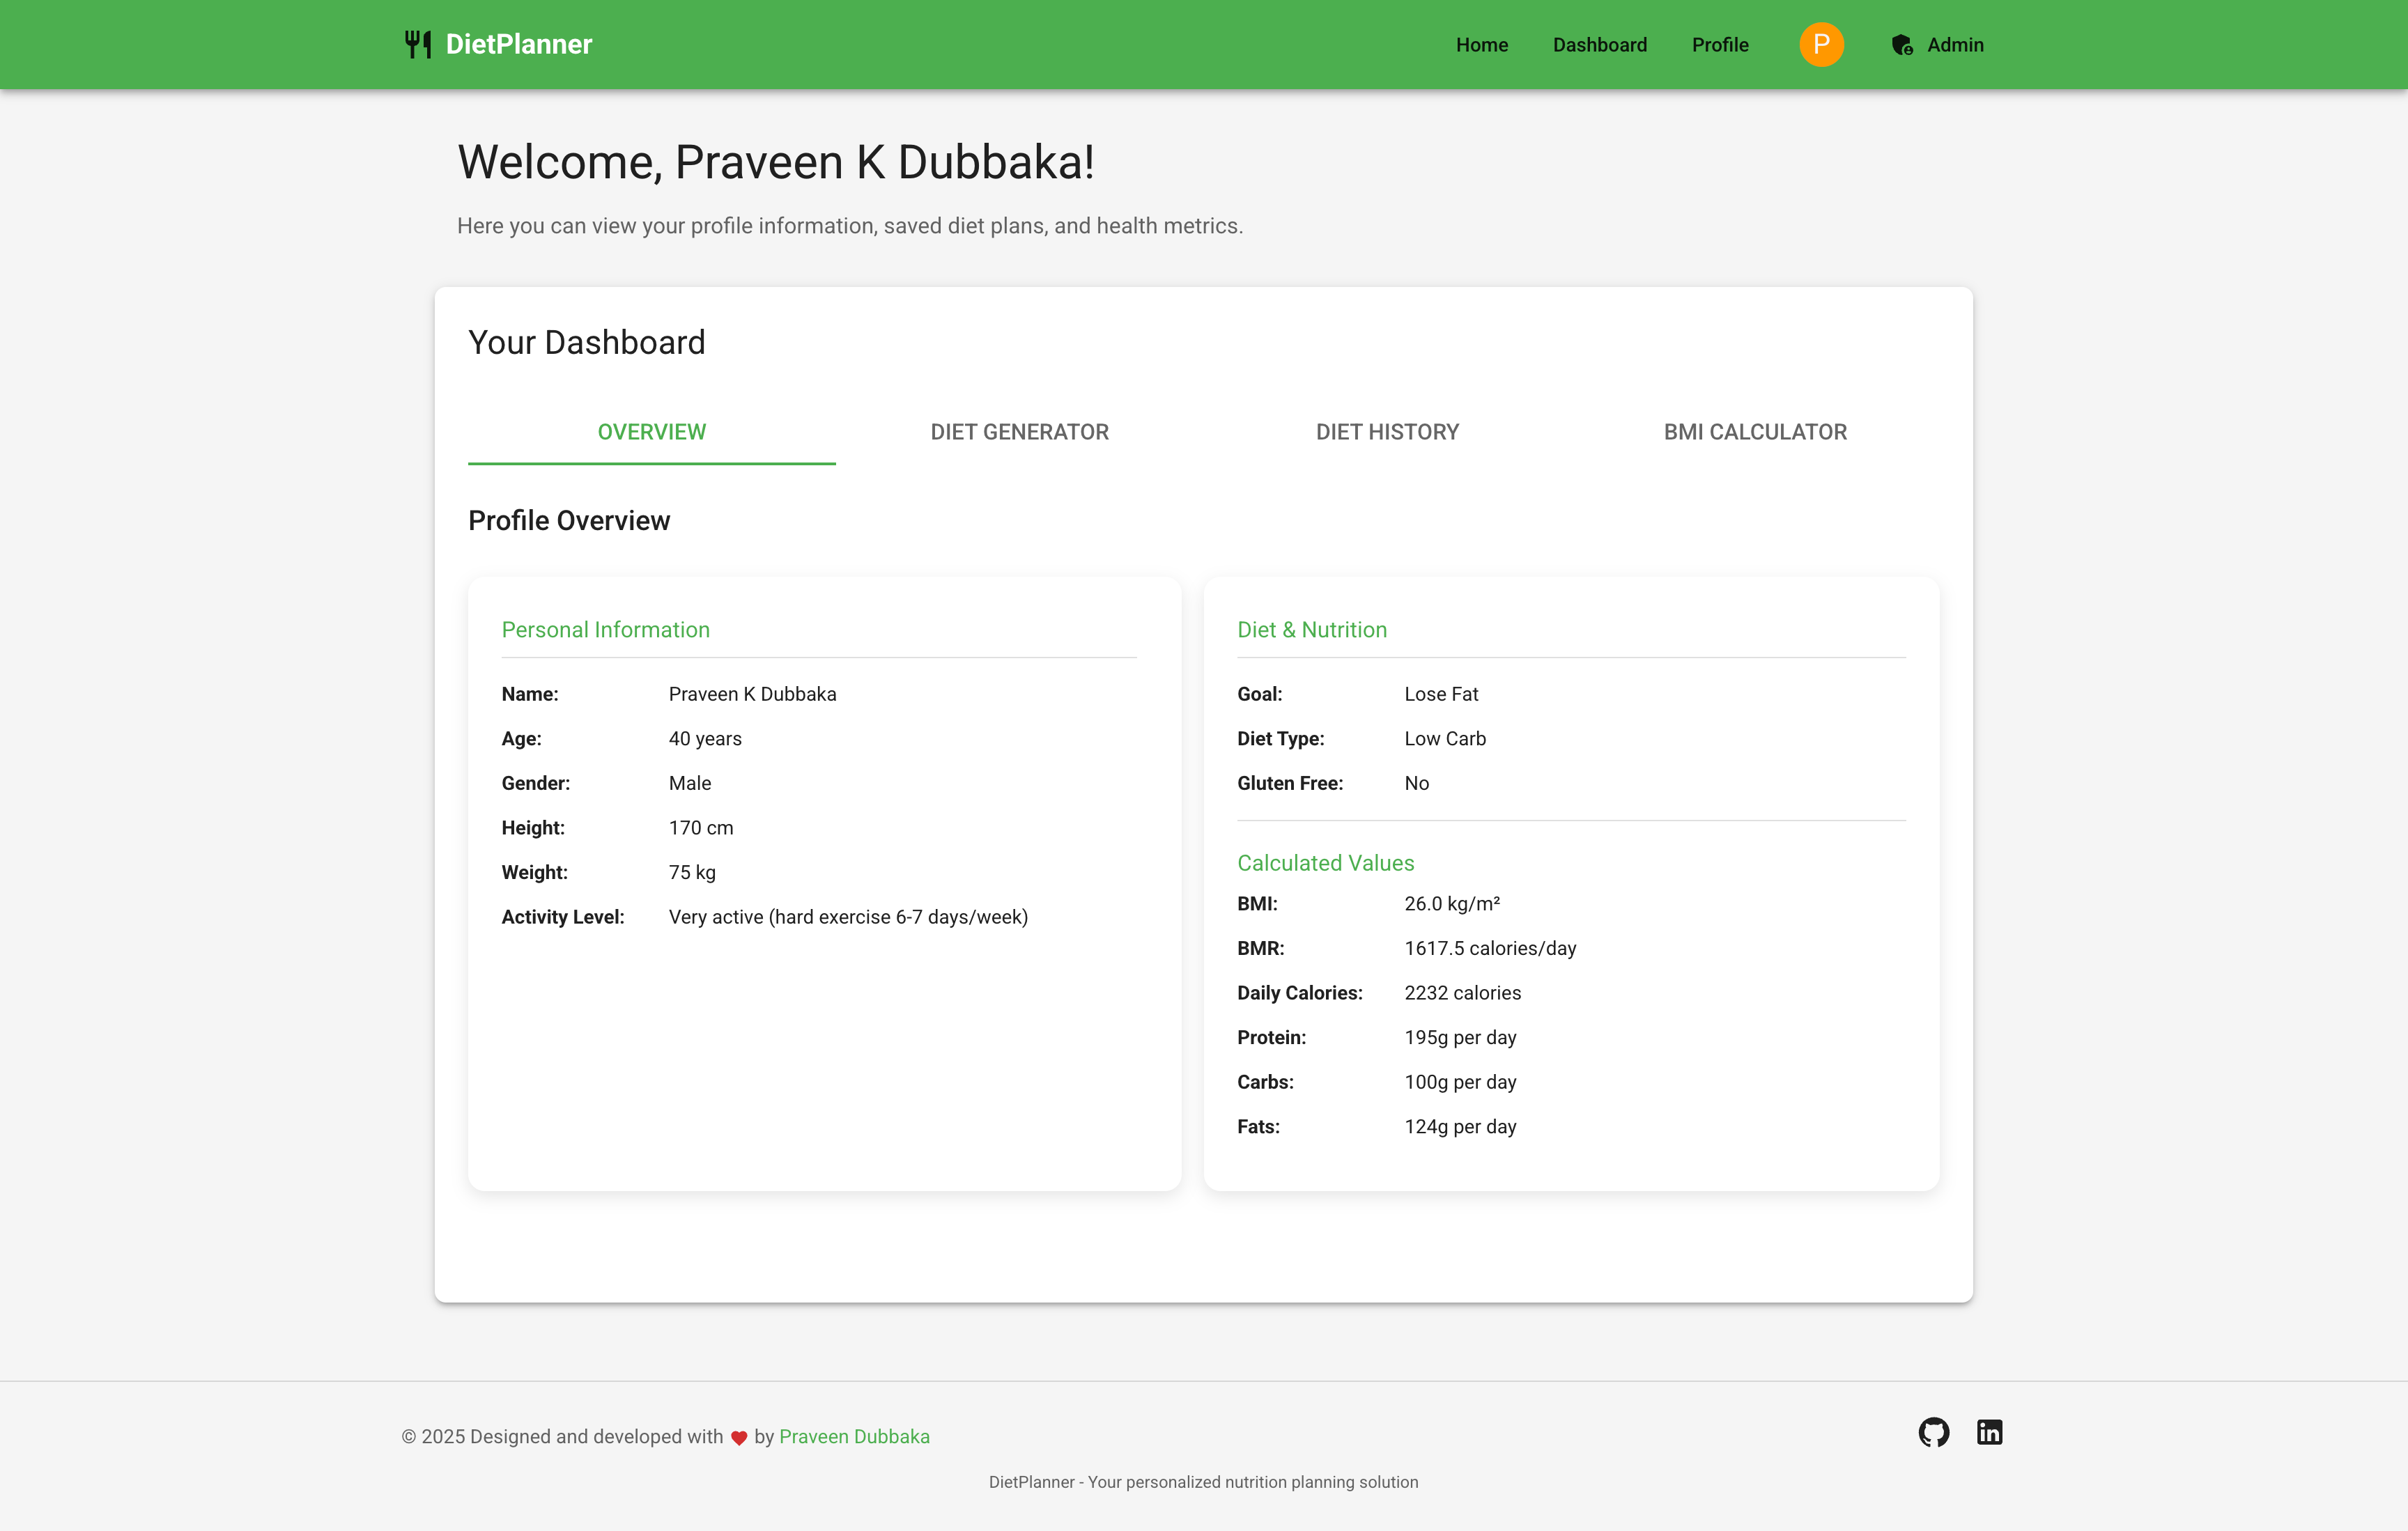 DietPlanner
Home Dashboard Profile P Admin
Welcome, Praveen K Dubbaka!
Here you can view your profile information, saved diet plans, and health metrics.
Your Dashboard
OVERVIEW DIET GENERATOR DIET HISTORY BMI CALCULATOR
Profile Overview
Personal Information
Name: Praveen K Dubbaka
Age: 40 years
Gender: Male
Height: 170 cm
Weight: 75 kg
Activity Level: Very active (hard exercise 6-7 days/week)
Diet & Nutrition
Goal: Lose Fat
Diet Type: Low Carb
Gluten Free: No
Calculated Values
BMI: 26.0 kg/m²
BMR: 1617.5 calories/day
Daily Calories: 2232 calories
Protein: 195g per day
Carbs: 100g per day
Fats: 124g per day
© 2025 Designed and developed with ❤ by Praveen Dubbaka
in
DietPlanner - Your personalized nutrition planning solution